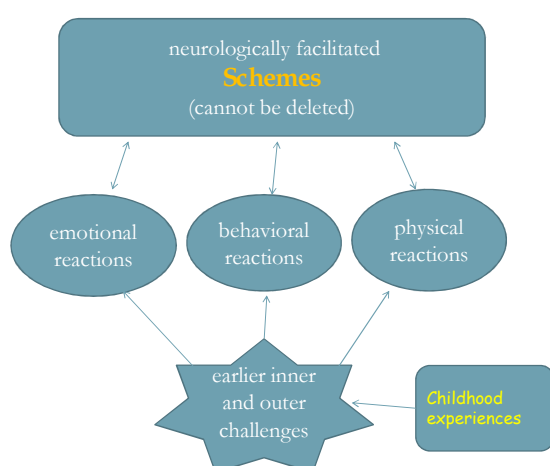 neurologically facilitated
Schemes
(cannot be deleted)
emotional
reactions
behavioral
reactions
physical
reactions
earlier inner
and outer
challenges
Childhood
experiences